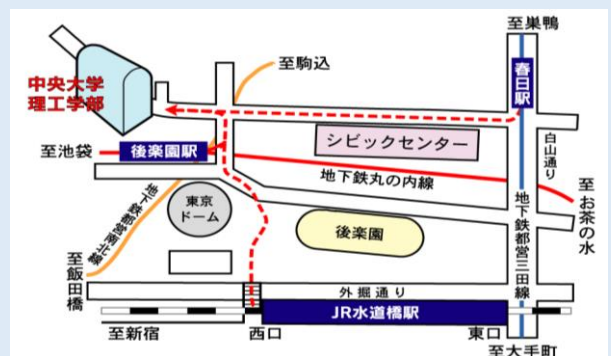 至巣鴨
至駒込
春日駅
中央大学
理工学部
シビックセンター
白山通り
至池袋
後楽園駅
地下鉄丸の内線
至お茶の水
東京
ドーム
地下鉄都営南北線
後楽園
地下鉄都営三田線
至飯田橋
外掘通り
JR水道橋駅
至新宿
西口
東口
至大手町